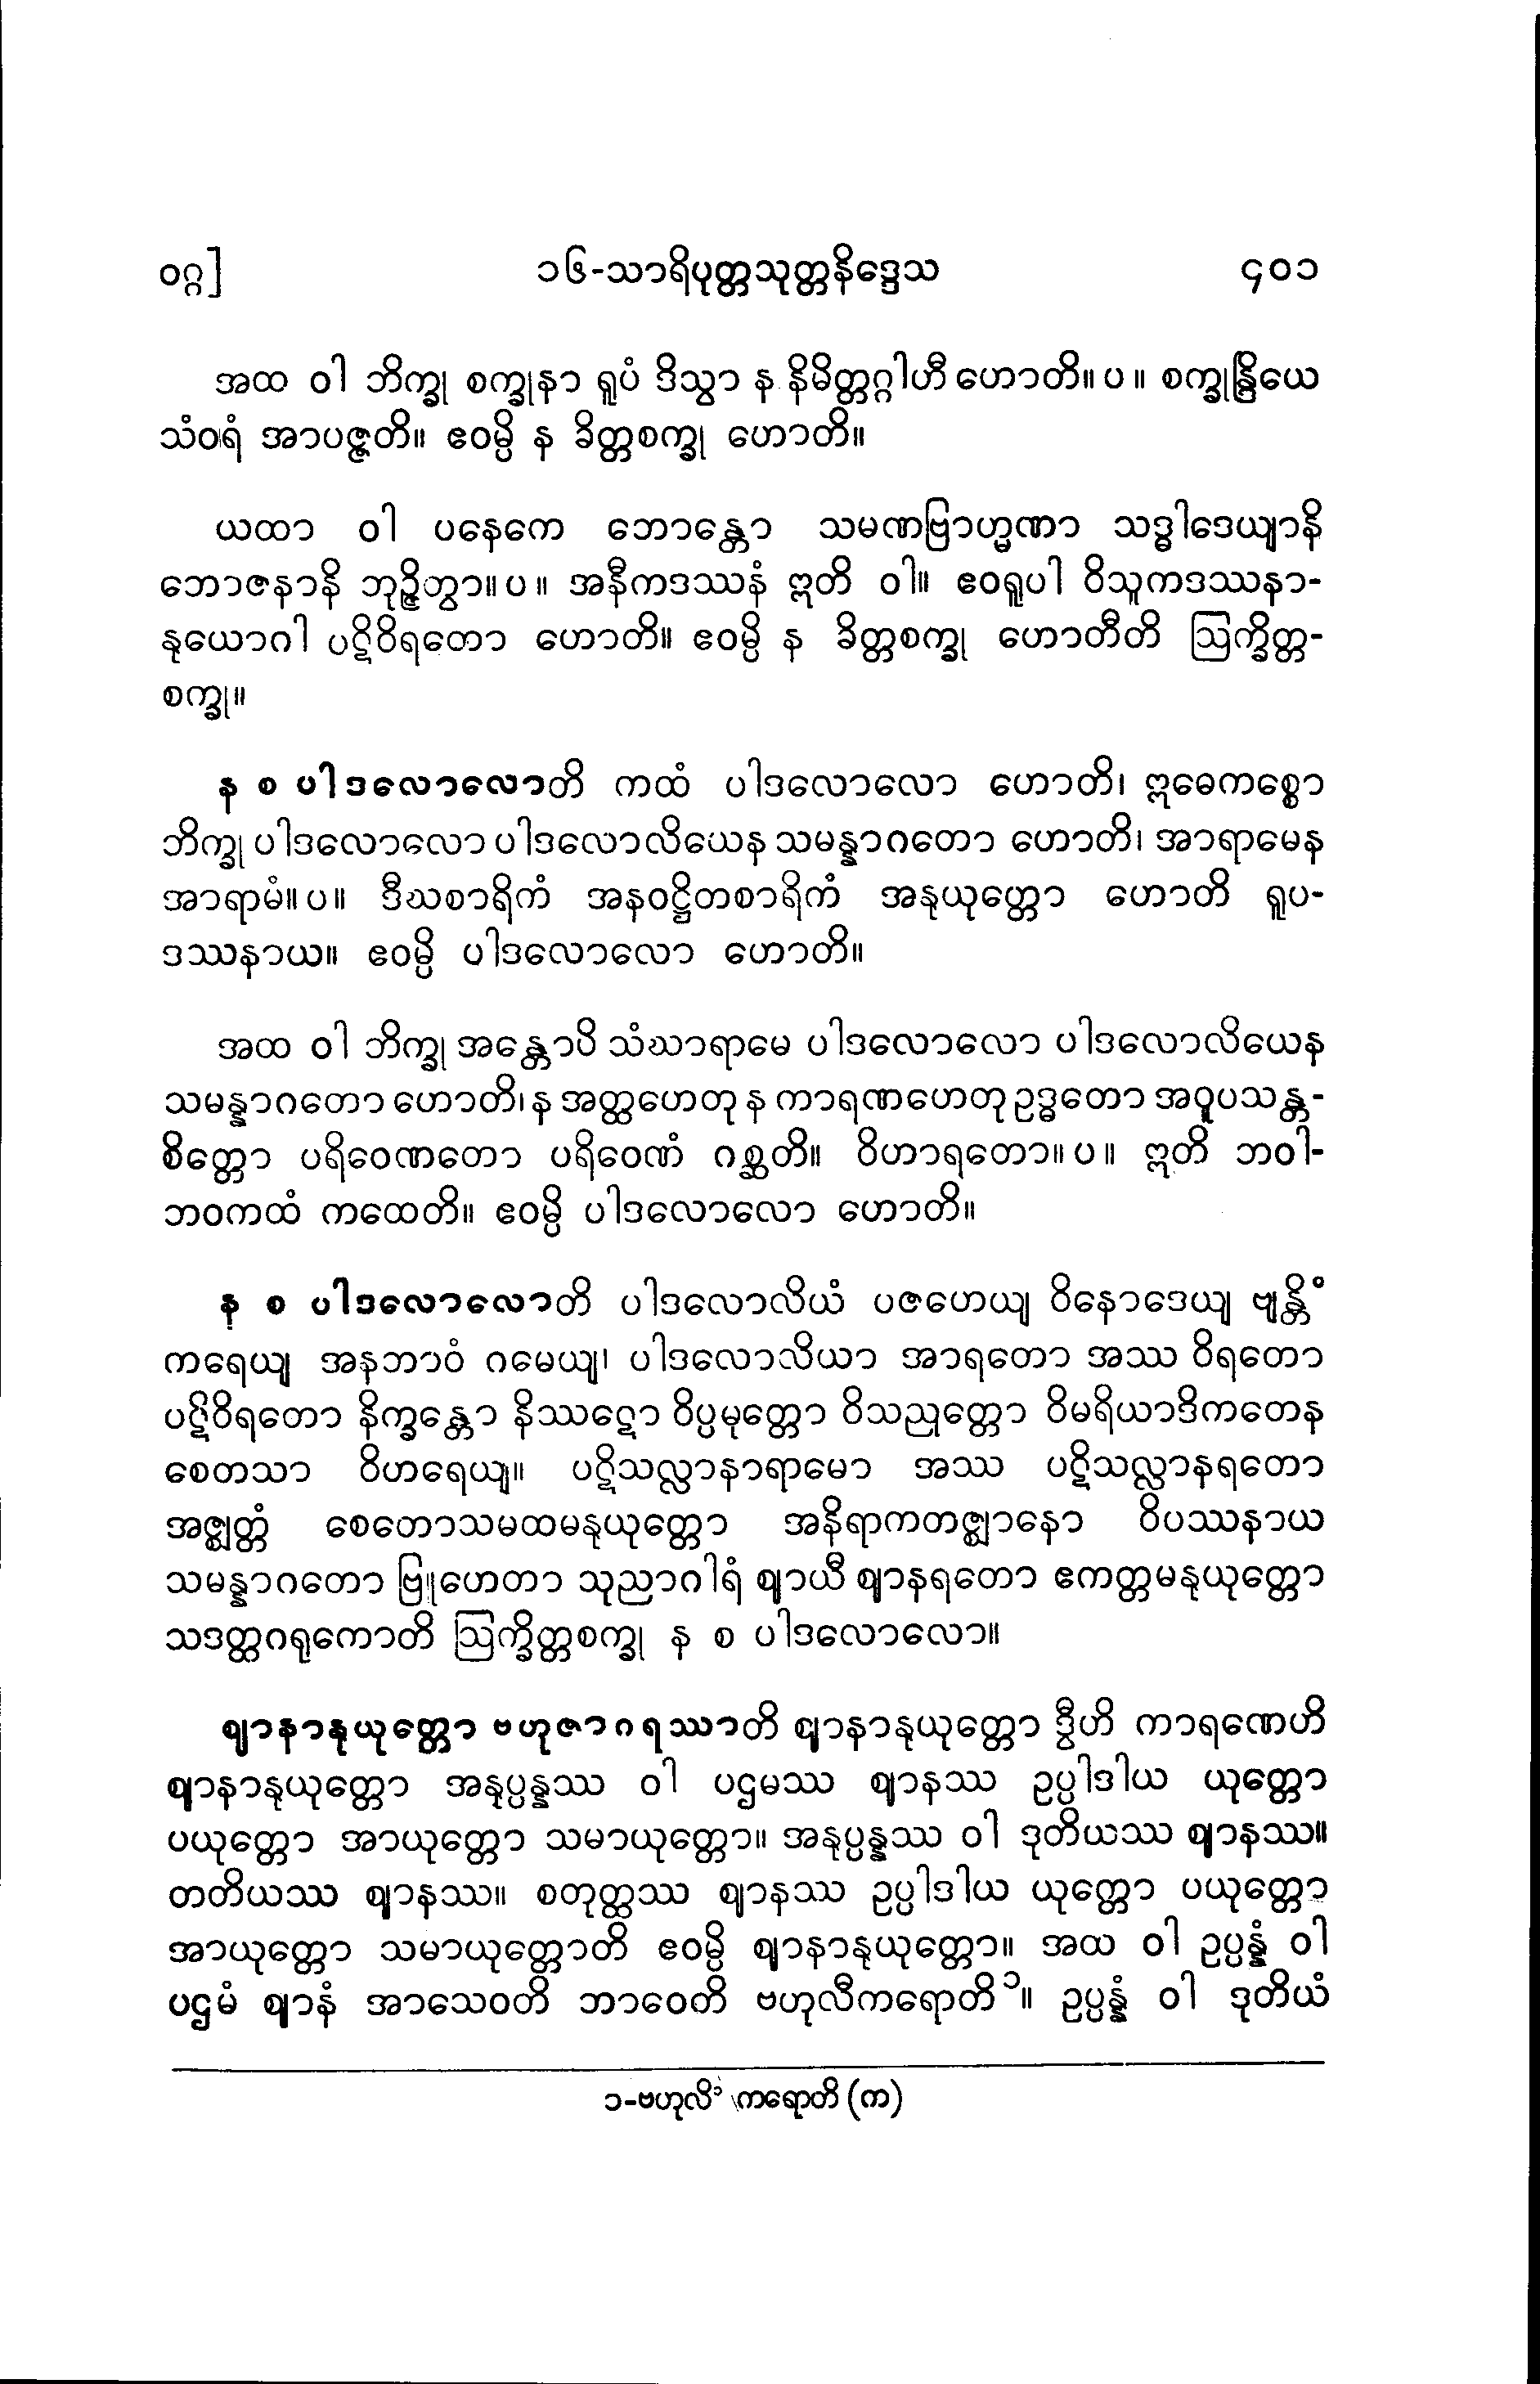 ဝဂ္ဂ] ၁၆-သာရိပုတ္တသုတ္တနိဒ္ဒေသ ၄၀၁
အထ ဝါ ဘိက္ခု စက္ခုနာ ရူပံ ဒိသွာ န နိမိတ္တဂ္ဂါဟီ ဟောတိ။ ပ ။ စက္ခုန္ဒြိယေ
သံဝရံ အာပဇ္ဇတိ။ ဧဝမ္ပိ န ခိတ္တစက္ခု ဟောတိ။
ယထာ ဝါ ပနေကေ ဘောန္တော သမဏဗြာဟ္မဏာ သဒ္ဓါဒေယျာနိ
ဘောဇနာနိ ဘုဉ္ဇိတွာ။ ပ ။ အနီကဒဿနံ ဣတိ ဝါ။ ဧဝရူပါ ဝိသူကဒဿနာ-
နုယောဂါ ပဋိဝိရတော ဟောတိ။ ဧဝမ္ပိ န ခိတ္တစက္ခု ဟောတီတိ ဩက္ခိတ္တ-
စက္ခု။
န စ ပါဒလောလောတိ ကထံ ပါဒလောလော ဟောတိ၊ ဣဓေကစ္စော
ဘိက္ခု ပါဒလောလော ပါဒလောလိယေန သမန္နာဂတော ဟောတိ၊ အာရာမေန
အာရာမံ။ ပ။ ဒီဃစာရိကံ အနဝဋ္ဌိတစာရိကံ အနုယုတ္တော ဟောတိ ရူပ-
ဒဿနာယ။ ဧဝမ္ပိ ပါဒလောလော ဟောတိ။
အထ ဝါ ဘိက္ခု အန္တောပိ သံဃာရာမေ ပါဒလောလော ပါဒလောလိယေန
သမန္နာဂတော ဟောတိ၊ န အတ္ထဟေတု န ကာရဏဟေတု ဥဒ္ဓတော အဝူပသန္တ-
စိတ္တော ပရိဝေဏတော ပရိဝေဏံ ဂစ္ဆတိ။ ဝိဟာရတော။ ပ ။ ဣတိ ဘဝါ-
ဘဝကထံ ကထေတိ။ ဧဝမ္ပိ ပါဒလောလော ဟောတိ။
န စ ပါဒလောလောတိ ပါဒလောလိယံ ပဇဟေယျ ဝိနောဒေယျ ဗျန္တိံ
ကရေယျ အနဘာဝံ ဂမေယျ၊ ပါဒလောလိယာ အာရတော အဿ ဝိရတော
ပဋိဝိရတော နိက္ခန္တော နိဿဋော ဝိပ္ပမုတ္တော ဝိသညုတ္တော ဝိမရိယာဒိကတေန
စေတသာ ဝိဟရေယျ။ ပဋိသလ္လာနာရာမော အဿ ပဋိသလ္လာနရတော
အဇ္ဈတ္တံ စေတောသမထမနုယုတ္တော အနိရာကတဇ္ဈာနော ဝိပဿနာယ
သမန္နာဂတော ဗြူဟေတာ သုညာဂါရံ ဈာယီ ဈာနရတော ဧကတ္တမနုယုတ္တော
သဒတ္ထဂရုကောတိ ဩက္ခိတ္တစက္ခု န စ ပါဒလောလော။
ဈာနာနုယုတ္တော ဗဟုဇာဂရဿာတိ ဈာနာနုယုတ္တော ဒွီဟိ ကာရဏေဟိ
ဈာနာနုယုတ္တော အနုပ္ပန္နဿ ဝါ ပဌမဿ ဈာနဿ ဥပ္ပါဒါယ ယုတ္တော
ပယုတ္တော အာယုတ္တော သမာယုတ္တော။ အနုပ္ပန္နဿ ဝါ ဒုတိယဿ ဈာနဿ။
တတိယဿ ဈာနဿ။ စတုတ္ထဿ ဈာနဿ ဥပ္ပါဒါယ ယုတ္တော ပယုတ္တော
အာယုတ္တော သမာယုတ္တောတိ ဧဝမ္ပိ ဈာနာနုယုတ္တော။ အထ ဝါ ဥပ္ပန္နံ ဝါ
ပဌမံ ဈာနံ အာသေဝတိ ဘာဝေတိ ဗဟုလီကရောတိ၁။ ဥပ္ပန္နံ ဝါ ဒုတိယံ
၁-ဗဟုလိံ ကရောတိ (က)